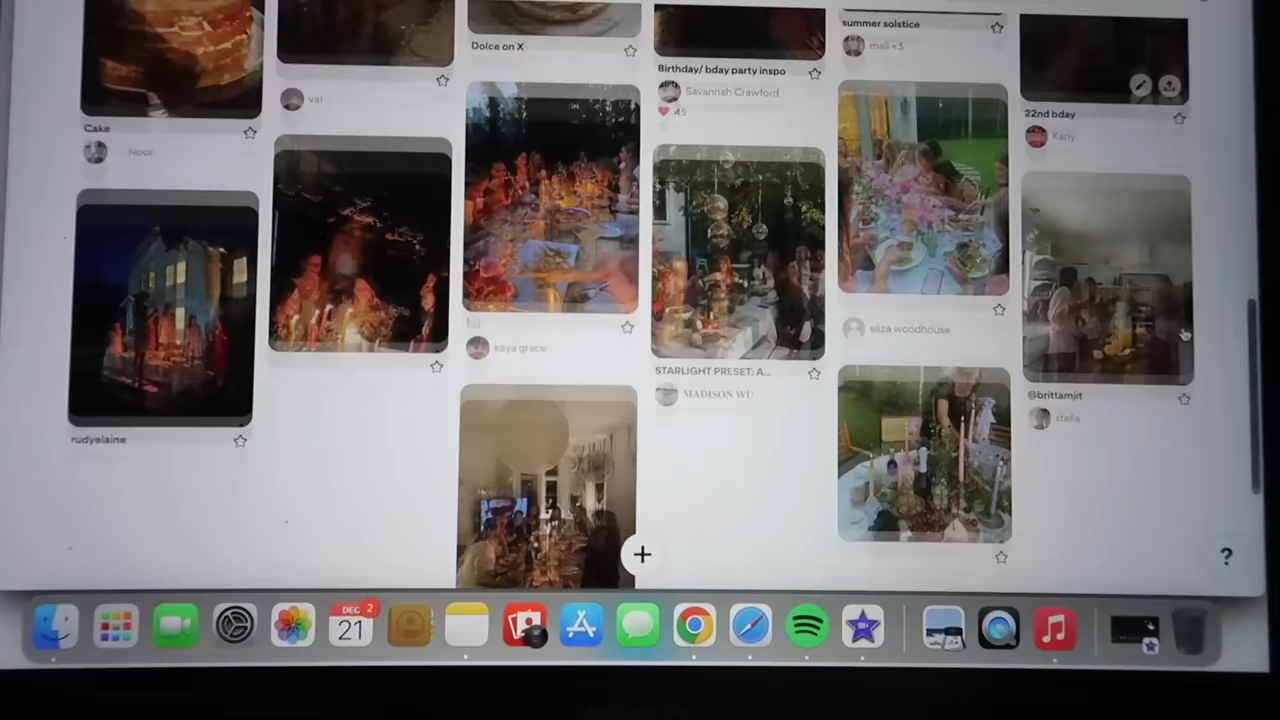 Cake
Noor
val
Dolce on X
Birthday/ bday party inspo
Savannah Crawford
45
summer solstice
mali <3
22nd bday
Karly
rudyelaine
kaya grace
STARLIGHT PRESET: A...
MADISON WU
eliza woodhouse
@brittamjit
stella
+
?
DEC
2
21